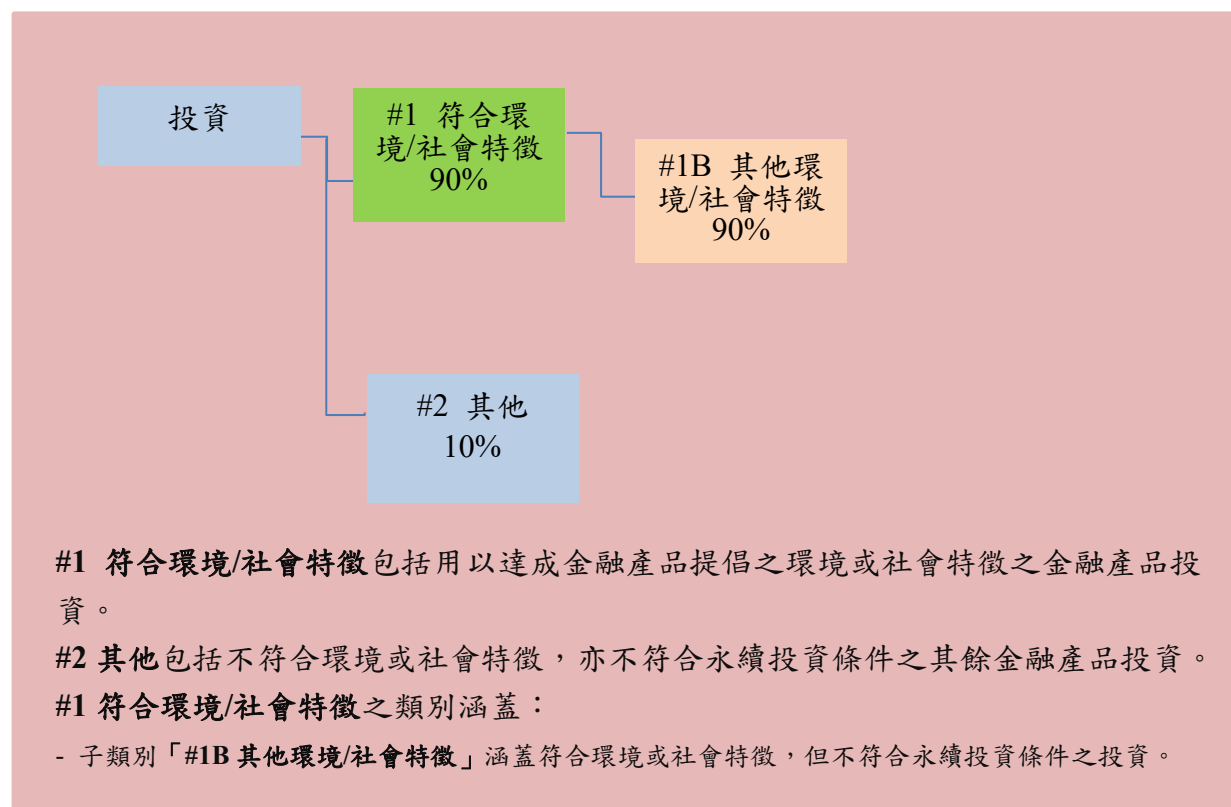 投資
#1 符合環
境/社會特徵
90%
#1B 其他環
境/社會特徵
90%
#2 其他
10%
#1 符合環境/社會特徵包括用以達成金融產品提倡之環境或社會特徵之金融產品投
資。
#2 其他包括不符合環境或社會特徵，亦不符合永續投資條件之其餘金融產品投資。
#1 符合環境/社會特徵之類別涵蓋：
- 子類別「#1B 其他環境/社會特徵」涵蓋符合環境或社會特徵，但不符合永續投資條件之投資。